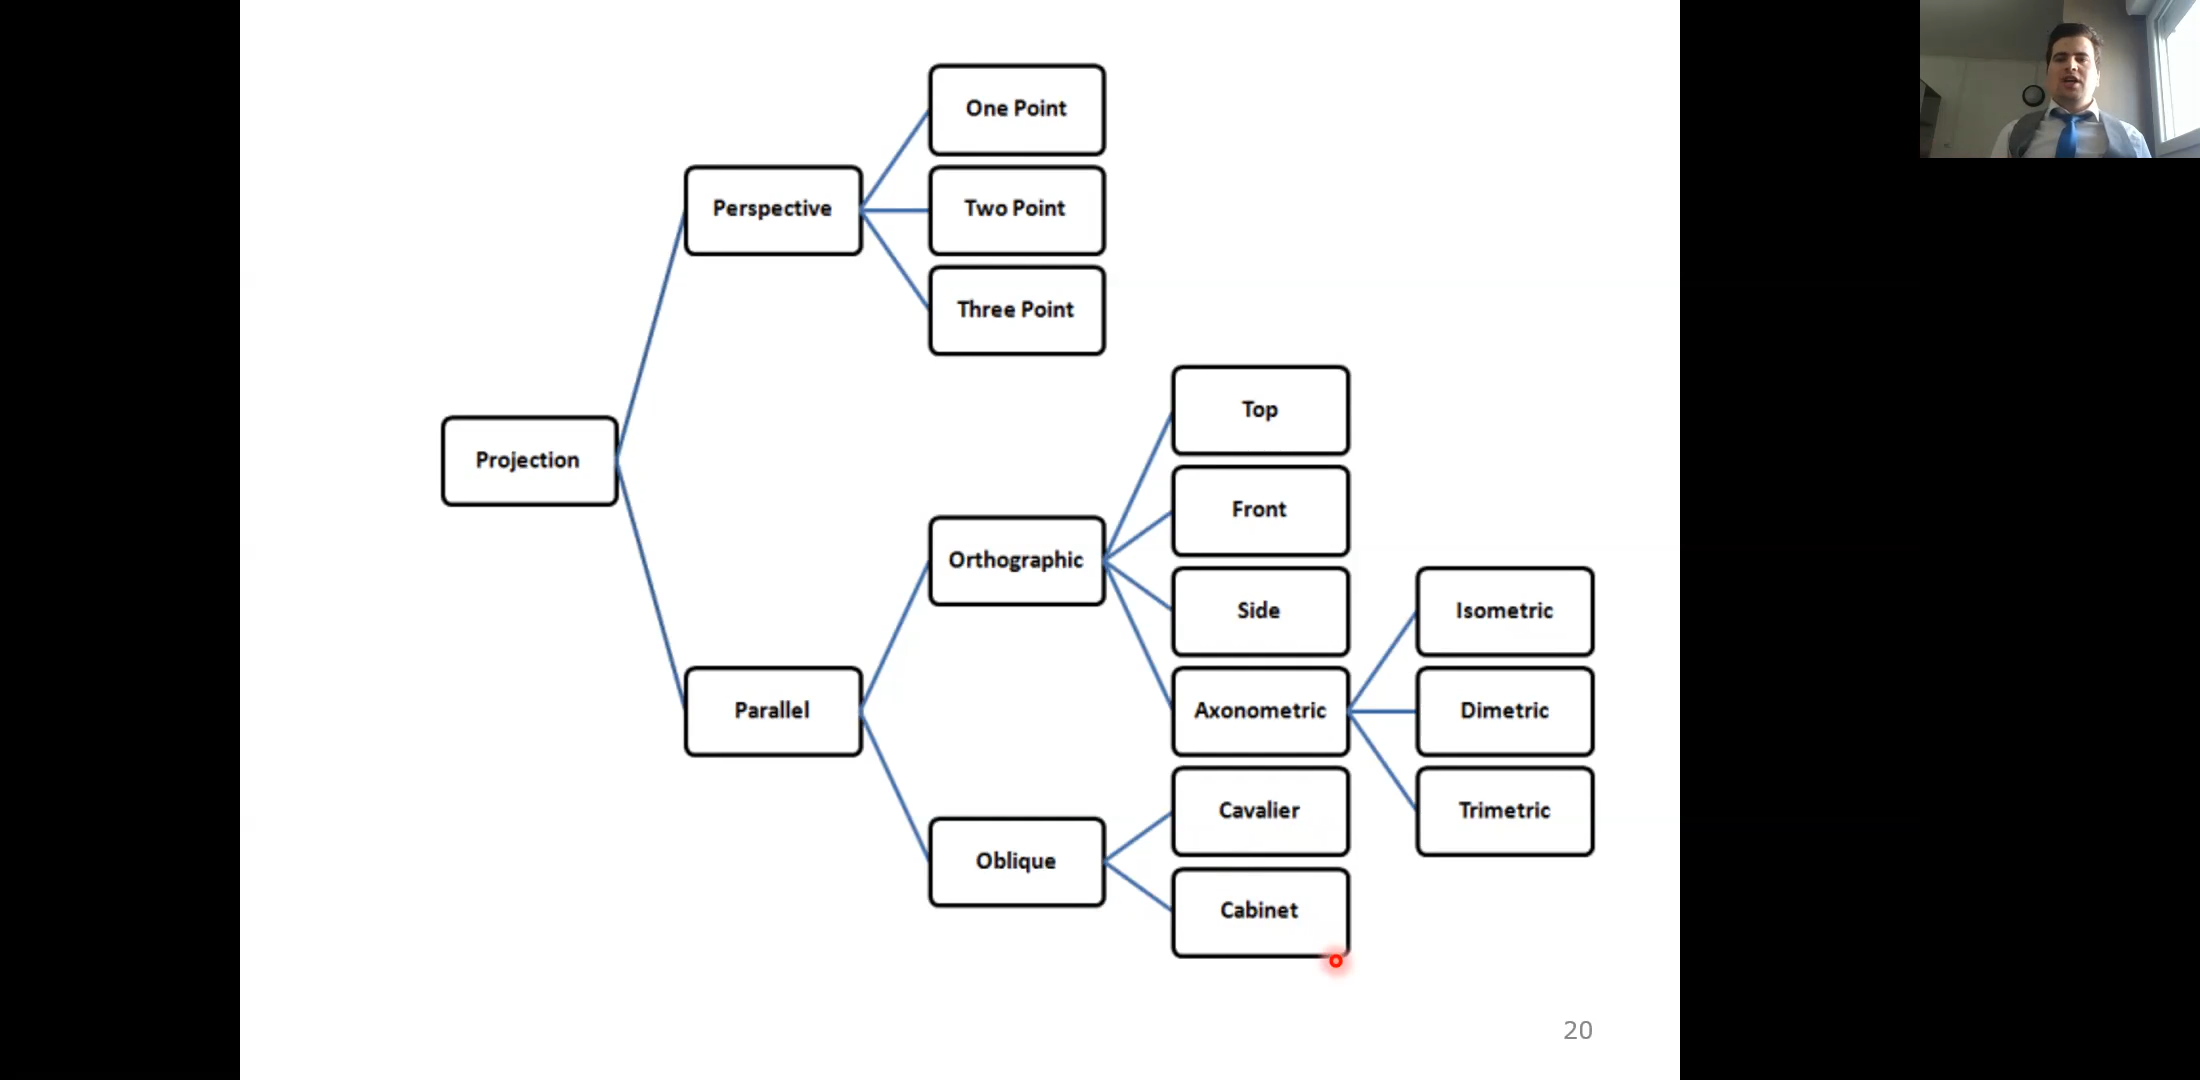 One Point
Perspective
Two Point
Three Point
Top
Projection
Front
Orthographic
Side
Isometric
Parallel
Axonometric
Dimetric
Cavalier
Trimetric
Oblique
Cabinet
20